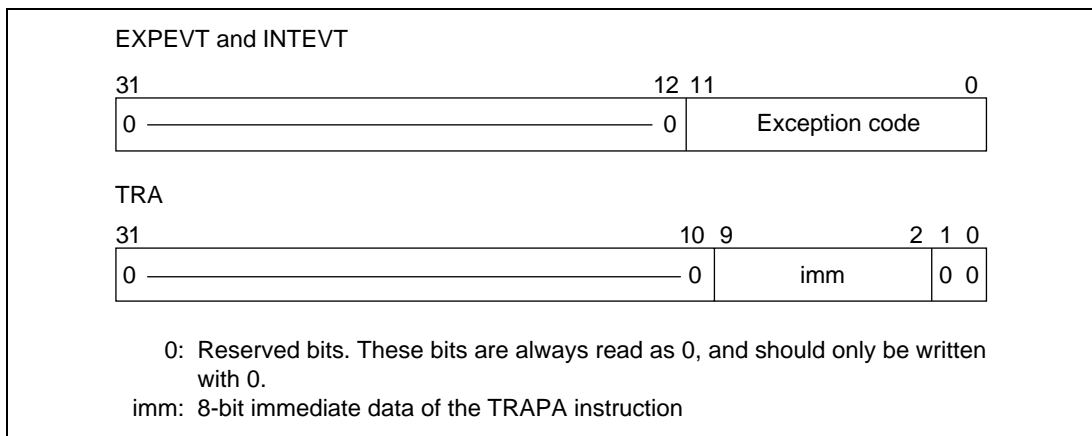 EXPEVT and INTEVT
31 12 11 0
0 0 Exception code
TRA
31 10 9 2 1 0
0 0 imm 0 0
0: Reserved bits. These bits are always read as 0, and should only be written
with 0.
imm: 8-bit immediate data of the TRAPA instruction